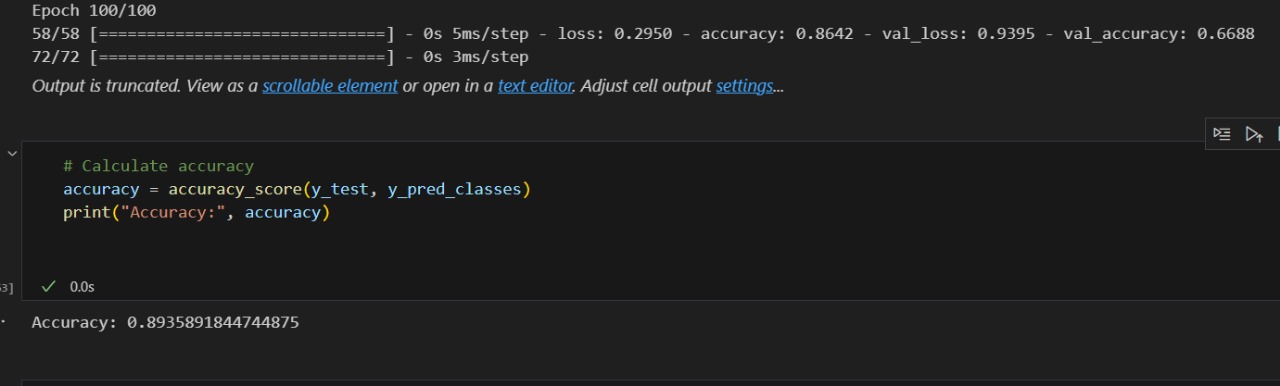 Epoch 100/100
58/58 [==============================] - 0s 5ms/step - loss: 0.2950 - accuracy: 0.8642 - val_loss: 0.9395 - val_accuracy: 0.6688
72/72 [==============================] - 0s 3ms/step
Output is truncated. View as a scrollable element or open in a text editor. Adjust cell output settings...
# Calculate accuracy
accuracy = accuracy_score(y_test, y_pred_classes)
print("Accuracy:", accuracy)
3]
0.0s
Accuracy: 0.8935891844744875